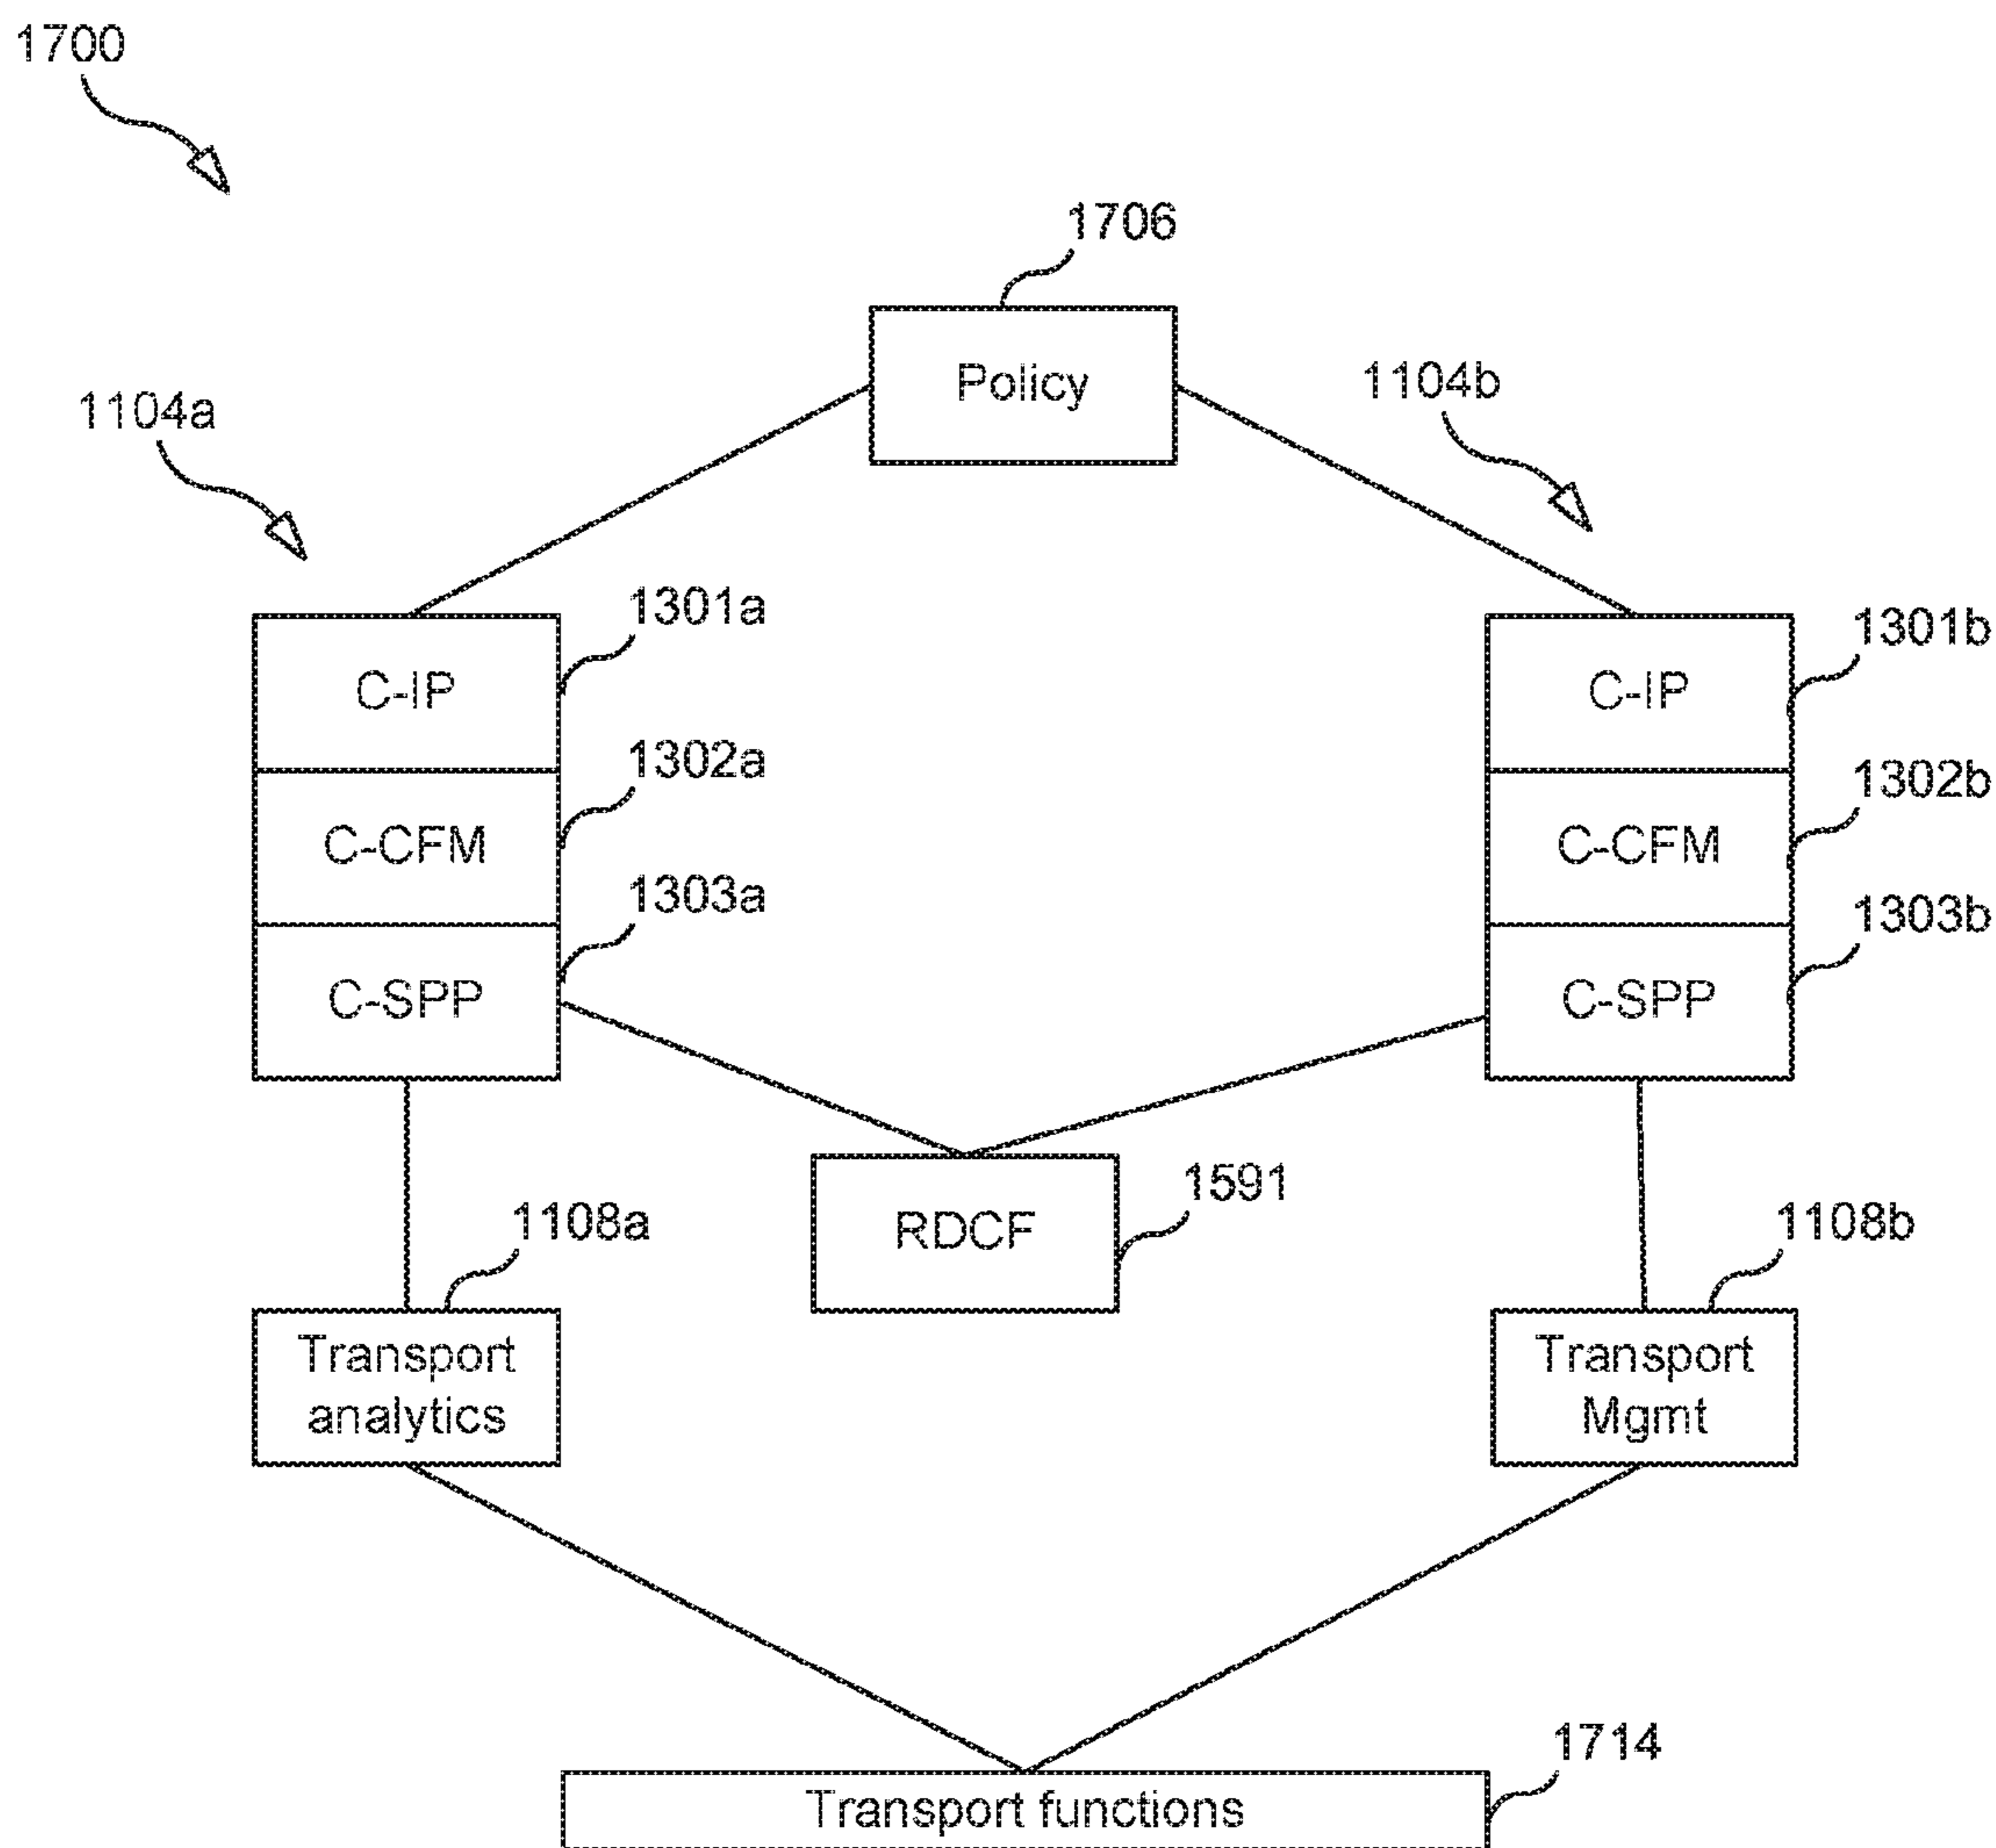 1700
1706
Policy
1104a
1104b
1301a
1301b
C-IP
C-IP
1302a
1302b
C-CFM
C-CFM
1303a
1303b
C-SPP
C-SPP
1591
RDCF
1108a
1108b
Transport
analytics
Transport
Mgmt
1714
Transport functions